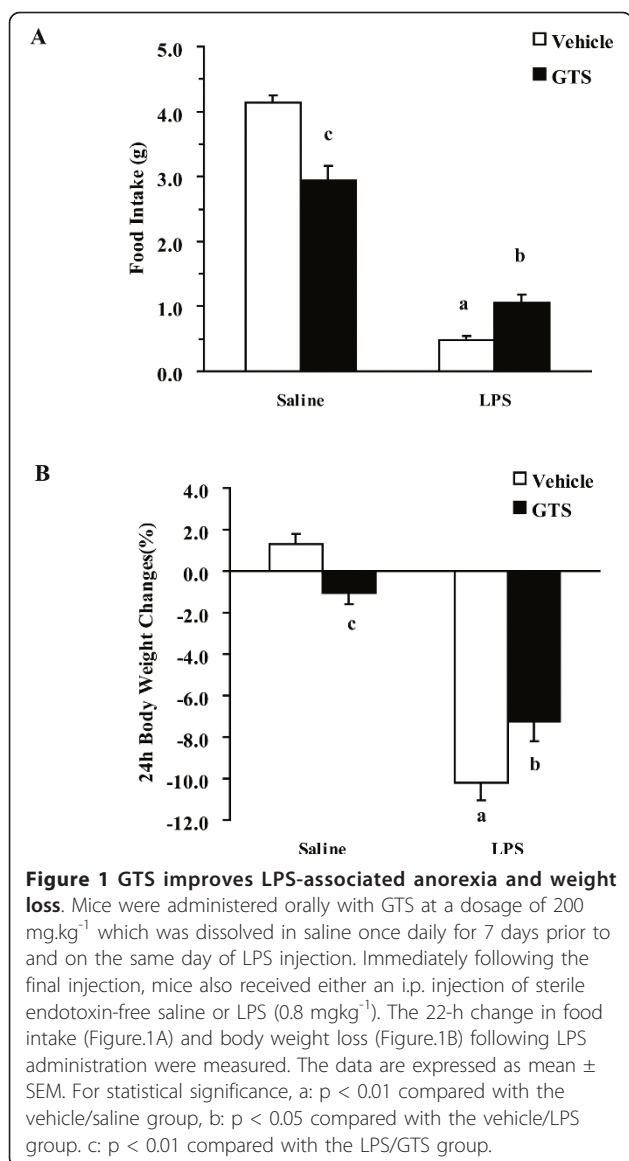 A
Vehicle
GTS
5.0
4.0
3.0
2.0
1.0
0.0
Food Intake (g)
c
a
b
Saline
LPS
B
Vehicle
GTS
4.0
2.0
0.0
-2.0
-4.0
-6.0
-8.0
-10.0
-12.0
24h Body Weight Changes(%)
c
a
b
Saline
LPS
Figure 1 GTS improves LPS-associated anorexia and weight
loss. Mice were administered orally with GTS at a dosage of 200
mg.kg⁻¹ which was dissolved in saline once daily for 7 days prior to
and on the same day of LPS injection. Immediately following the
final injection, mice also received either an i.p. injection of sterile
endotoxin-free saline or LPS (0.8 mgkg⁻¹). The 22-h change in food
intake (Figure.1A) and body weight loss (Figure.1B) following LPS
administration were measured. The data are expressed as mean ±
SEM. For statistical significance, a: p < 0.01 compared with the
vehicle/saline group, b: p < 0.05 compared with the vehicle/LPS
group. c: p < 0.01 compared with the LPS/GTS group.